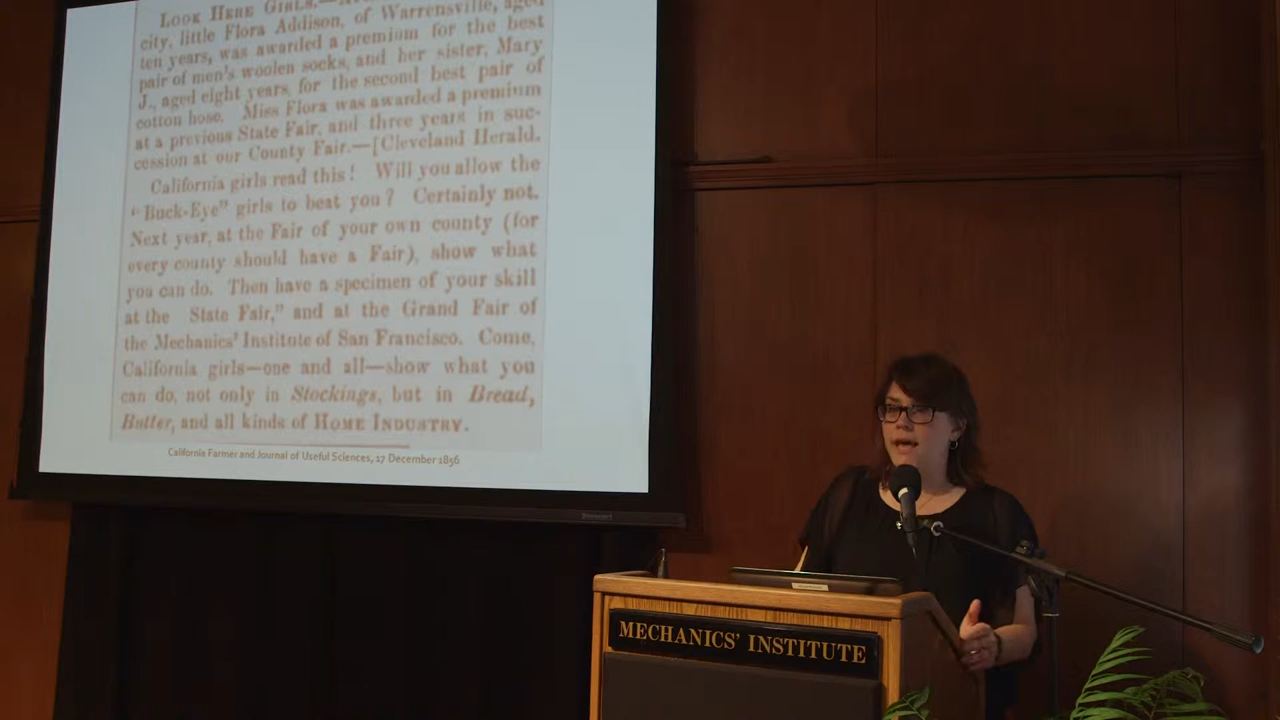 LOOK HERE GIRLS.—
city, little Flora Addison, of Warrensville, aged
ten years, was awarded a premium for the best
pair of men's woolen socks, and her sister, Mary
J., aged eight years, for the second best pair of
cotton hose. Miss Flora was awarded a premium
at a previous State Fair, and three years in suc-
cession at our County Fair.—[Cleveland Herald.
California girls read this! Will you allow the
"Buck-Eye" girls to beat you? Certainly not.
Next year, at the Fair of your own county (for
every county should have a Fair), show what
you can do. Then have a specimen of your skill
at the State Fair," and at the Grand Fair of
the Mechanics' Institute of San Francisco. Come,
California girls—one and all—show what you
can do, not only in Stockings, but in Bread,
Butter, and all kinds of HOME INDUSTRY.
California Farmer and Journal of Useful Sciences, 17 December 1856
MECHANICS' INSTITUTE